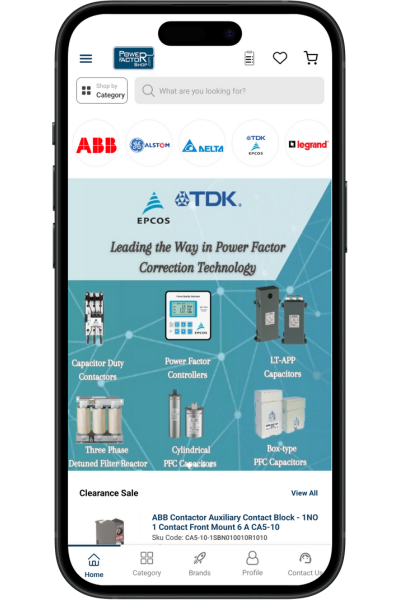 POWER
FACTOR
SHOP
Shop by
Category
What are you looking for?
ABB
GE ALSTOM
DELTA
TDK
EPCOS
legrand
EPCOS
TDK
Leading the Way in Power Factor
Correction Technology
EPCOS
Capacitor Duty
Contactors
Power Factor
Controllers
LT-APP
Capacitors
Three Phase
Detuned Filter Reactor
Cylindrical
PFC Capacitors
Box-type
PFC Capacitors
Clearance Sale
View All
ABB Contactor Auxiliary Contact Block - 1NO
1 Contact Front Mount 6 A CA5-10
Sku Code: CA5-10-1SBN010010R1010
Home
Category
Brands
Profile
Contact Us